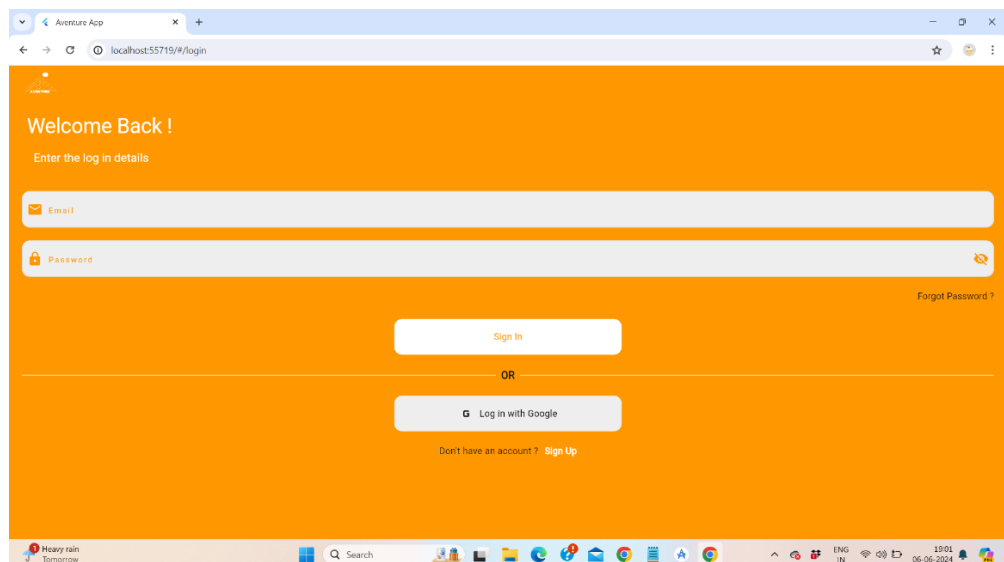 Aventure App
localhost:55719/#/login
Welcome Back !
Enter the log in details
Email
Password
Forgot Password ?
Sign In
OR
G Log in with Google
Don't have an account ? Sign Up
1
Heavy rain
Tomorrow
Search
ENG
IN
19:01
06-06-2024